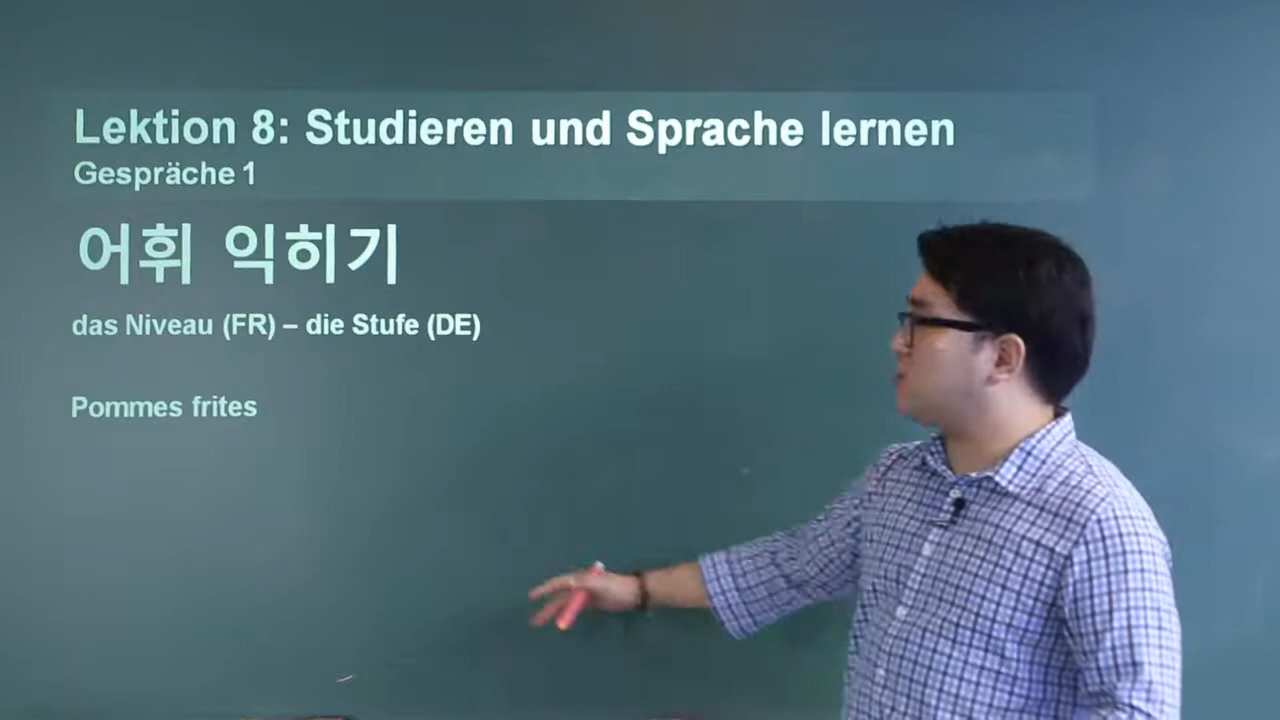 Lektion 8: Studieren und Sprache lernen
Gespräche 1
어휘 익히기
das Niveau (FR) – die Stufe (DE)
Pommes frites